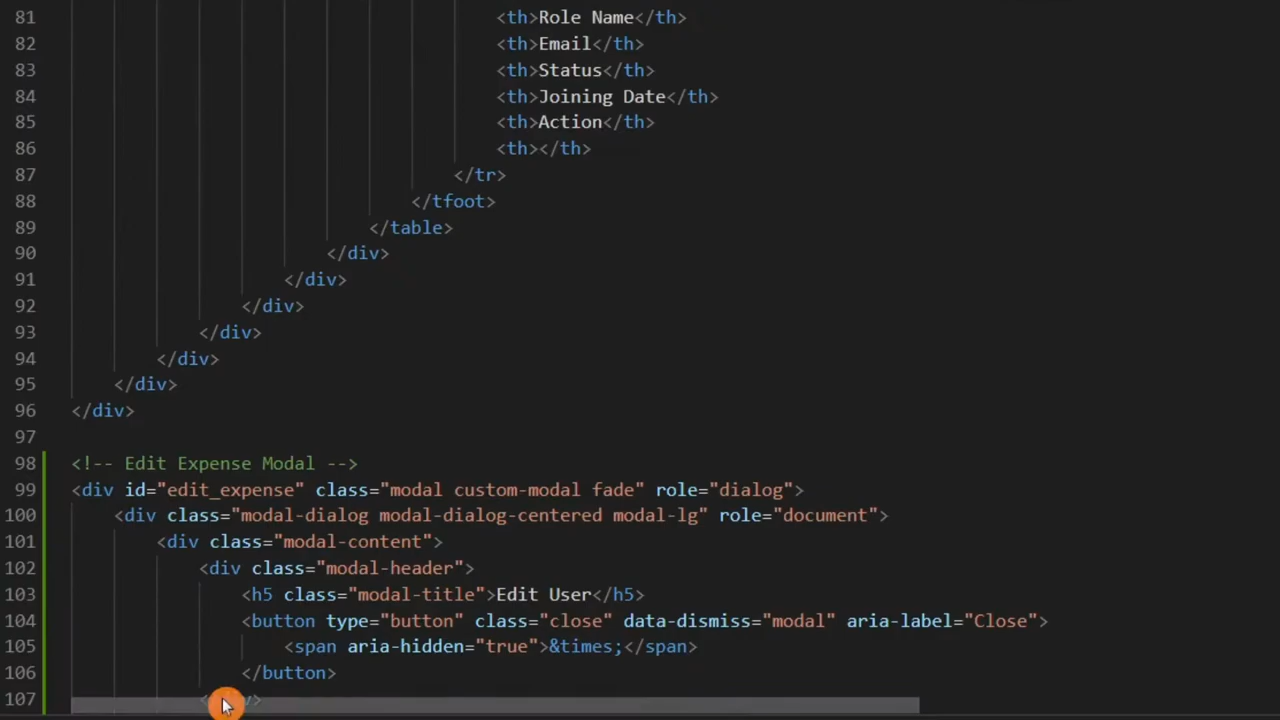 81 <th>Role Name</th>
82 <th>Email</th>
83 <th>Status</th>
84 <th>Joining Date</th>
85 <th>Action</th>
86 <th></th>
87 </tr>
88 </tfoot>
89 </table>
90 </div>
91 </div>
92 </div>
93 </div>
94 </div>
95 </div>
96 </div>
97
98 <!-- Edit Expense Modal -->
99 <div id="edit_expense" class="modal custom-modal fade" role="dialog">
100 <div class="modal-dialog modal-dialog-centered modal-lg" role="document">
101 <div class="modal-content">
102 <div class="modal-header">
103 <h5 class="modal-title">Edit User</h5>
104 <button type="button" class="close" data-dismiss="modal" aria-label="Close">
105 <span aria-hidden="true">&times;</span>
106 </button>
107